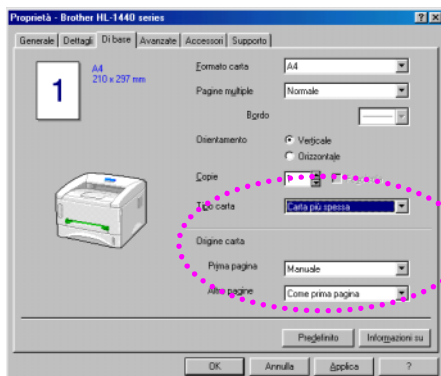 Proprietà - Brother HL-1440 series
Generale Dettagli Di base Avanzate Accessori Supporto
1
A4
210 x 297 mm
Formato carta A4
Pagine multiple Normale
Bordo
Orientamento Verticale
Orizzontale
Copie
Tipo carta Carta più spessa
Origine carta
Prima pagina Manuale
Altre pagine Come prima pagina
Predefinito Informazioni su
OK Annulla Applica ?